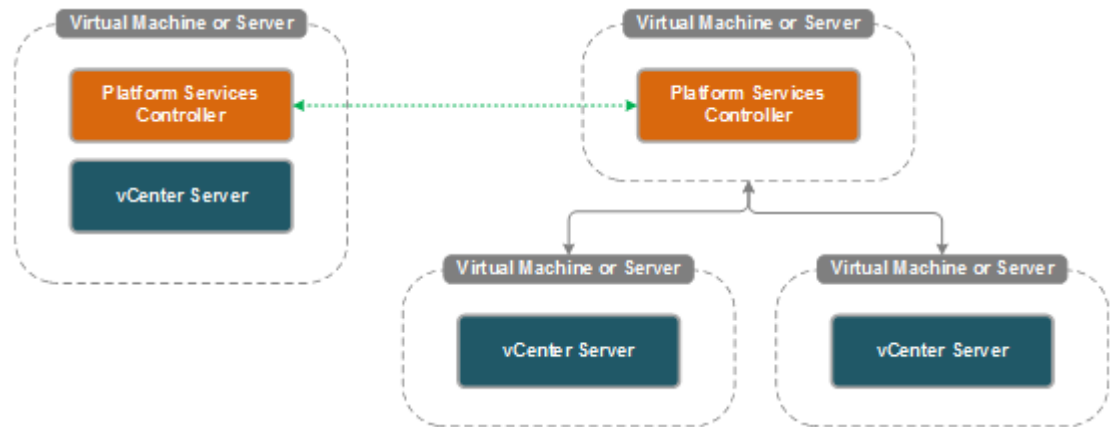 Virtual Machine or Server
Platform Services
Controller
vCenter Server
Virtual Machine or Server
Platform Services
Controller
Virtual Machine or Server
vCenter Server
Virtual Machine or Server
vCenter Server